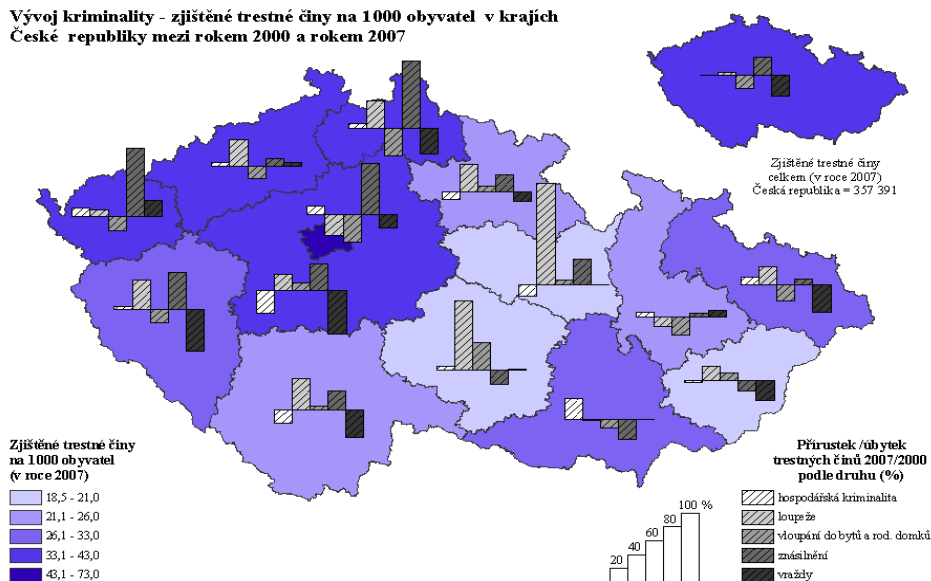 Vývoj kriminality - zjištěné trestné činy na 1000 obyvatel v krajích
České republiky mezi rokem 2000 a rokem 2007
Zjištěné trestné činy
celkem (v roce 2007)
Česká republika = 357 391
Zjištěné trestné činy
na 1000 obyvatel
(v roce 2007)
18,5 - 21,0
21,1 - 26,0
26,1 - 33,0
33,1 - 43,0
43,1 - 73,0
20 40 60 80 100 %
Přírustek /úbytek
trestných činů 2007/2000
podle druhu (%)
hospodářská kriminalita
loupeže
vloupání do bytů a rod. domků
znásilnění
vraždy